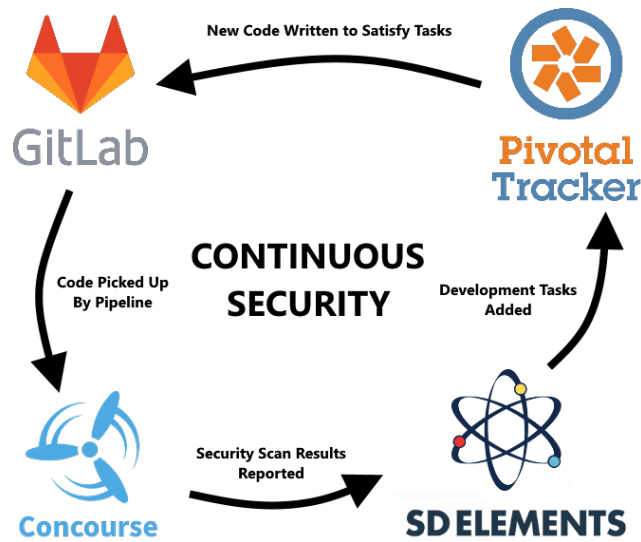 New Code Written to Satisfy Tasks
GitLab
Pivotal
Tracker
CONTINUOUS
SECURITY
Code Picked Up
By Pipeline
Development Tasks
Added
Security Scan Results
Reported
Concourse
SD ELEMENTS